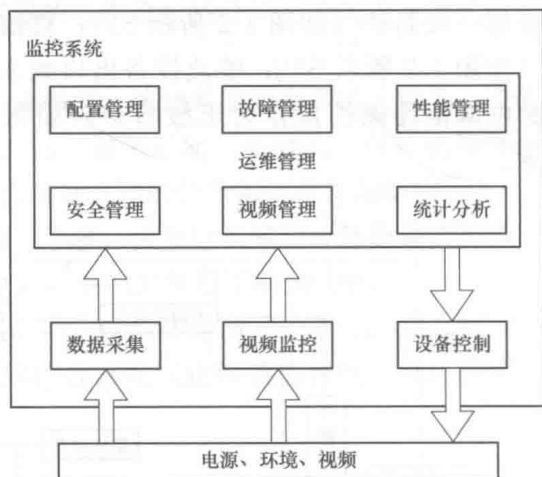 监控系统
配置管理 故障管理 性能管理
运维管理
安全管理 视频管理 统计分析
数据采集 视频监控 设备控制
电源、环境、视频